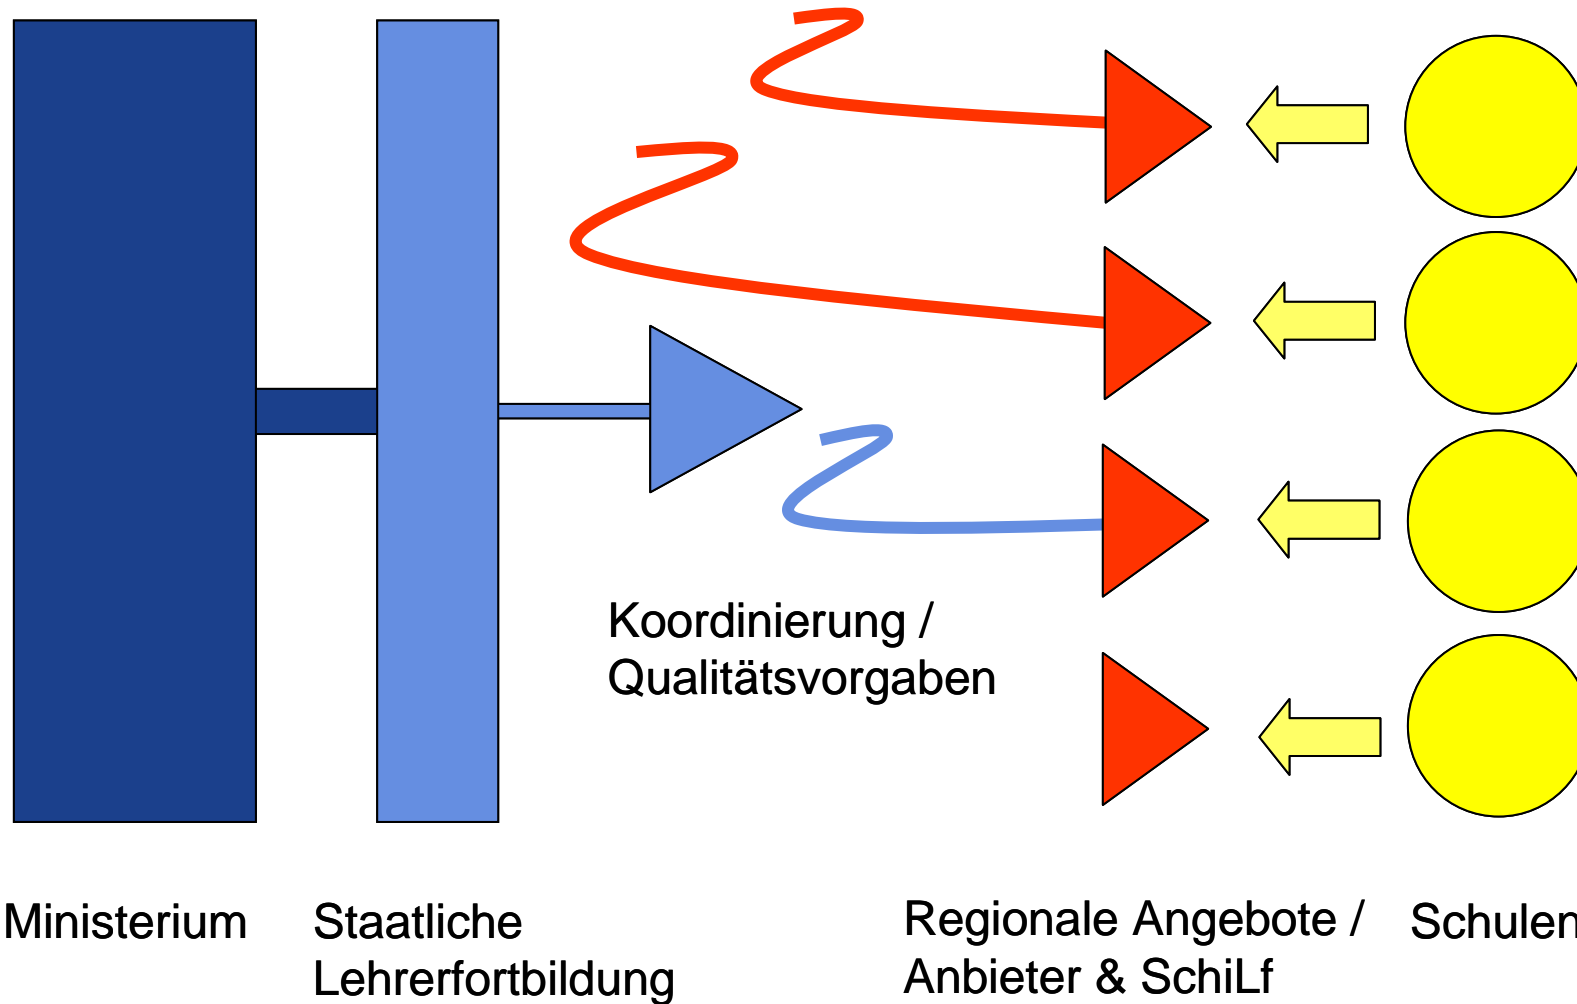 Koordinierung /
Qualitätsvorgaben
Ministerium
Staatliche
Lehrerfortbildung
Regionale Angebote /
Anbieter & SchiLf
Schulen